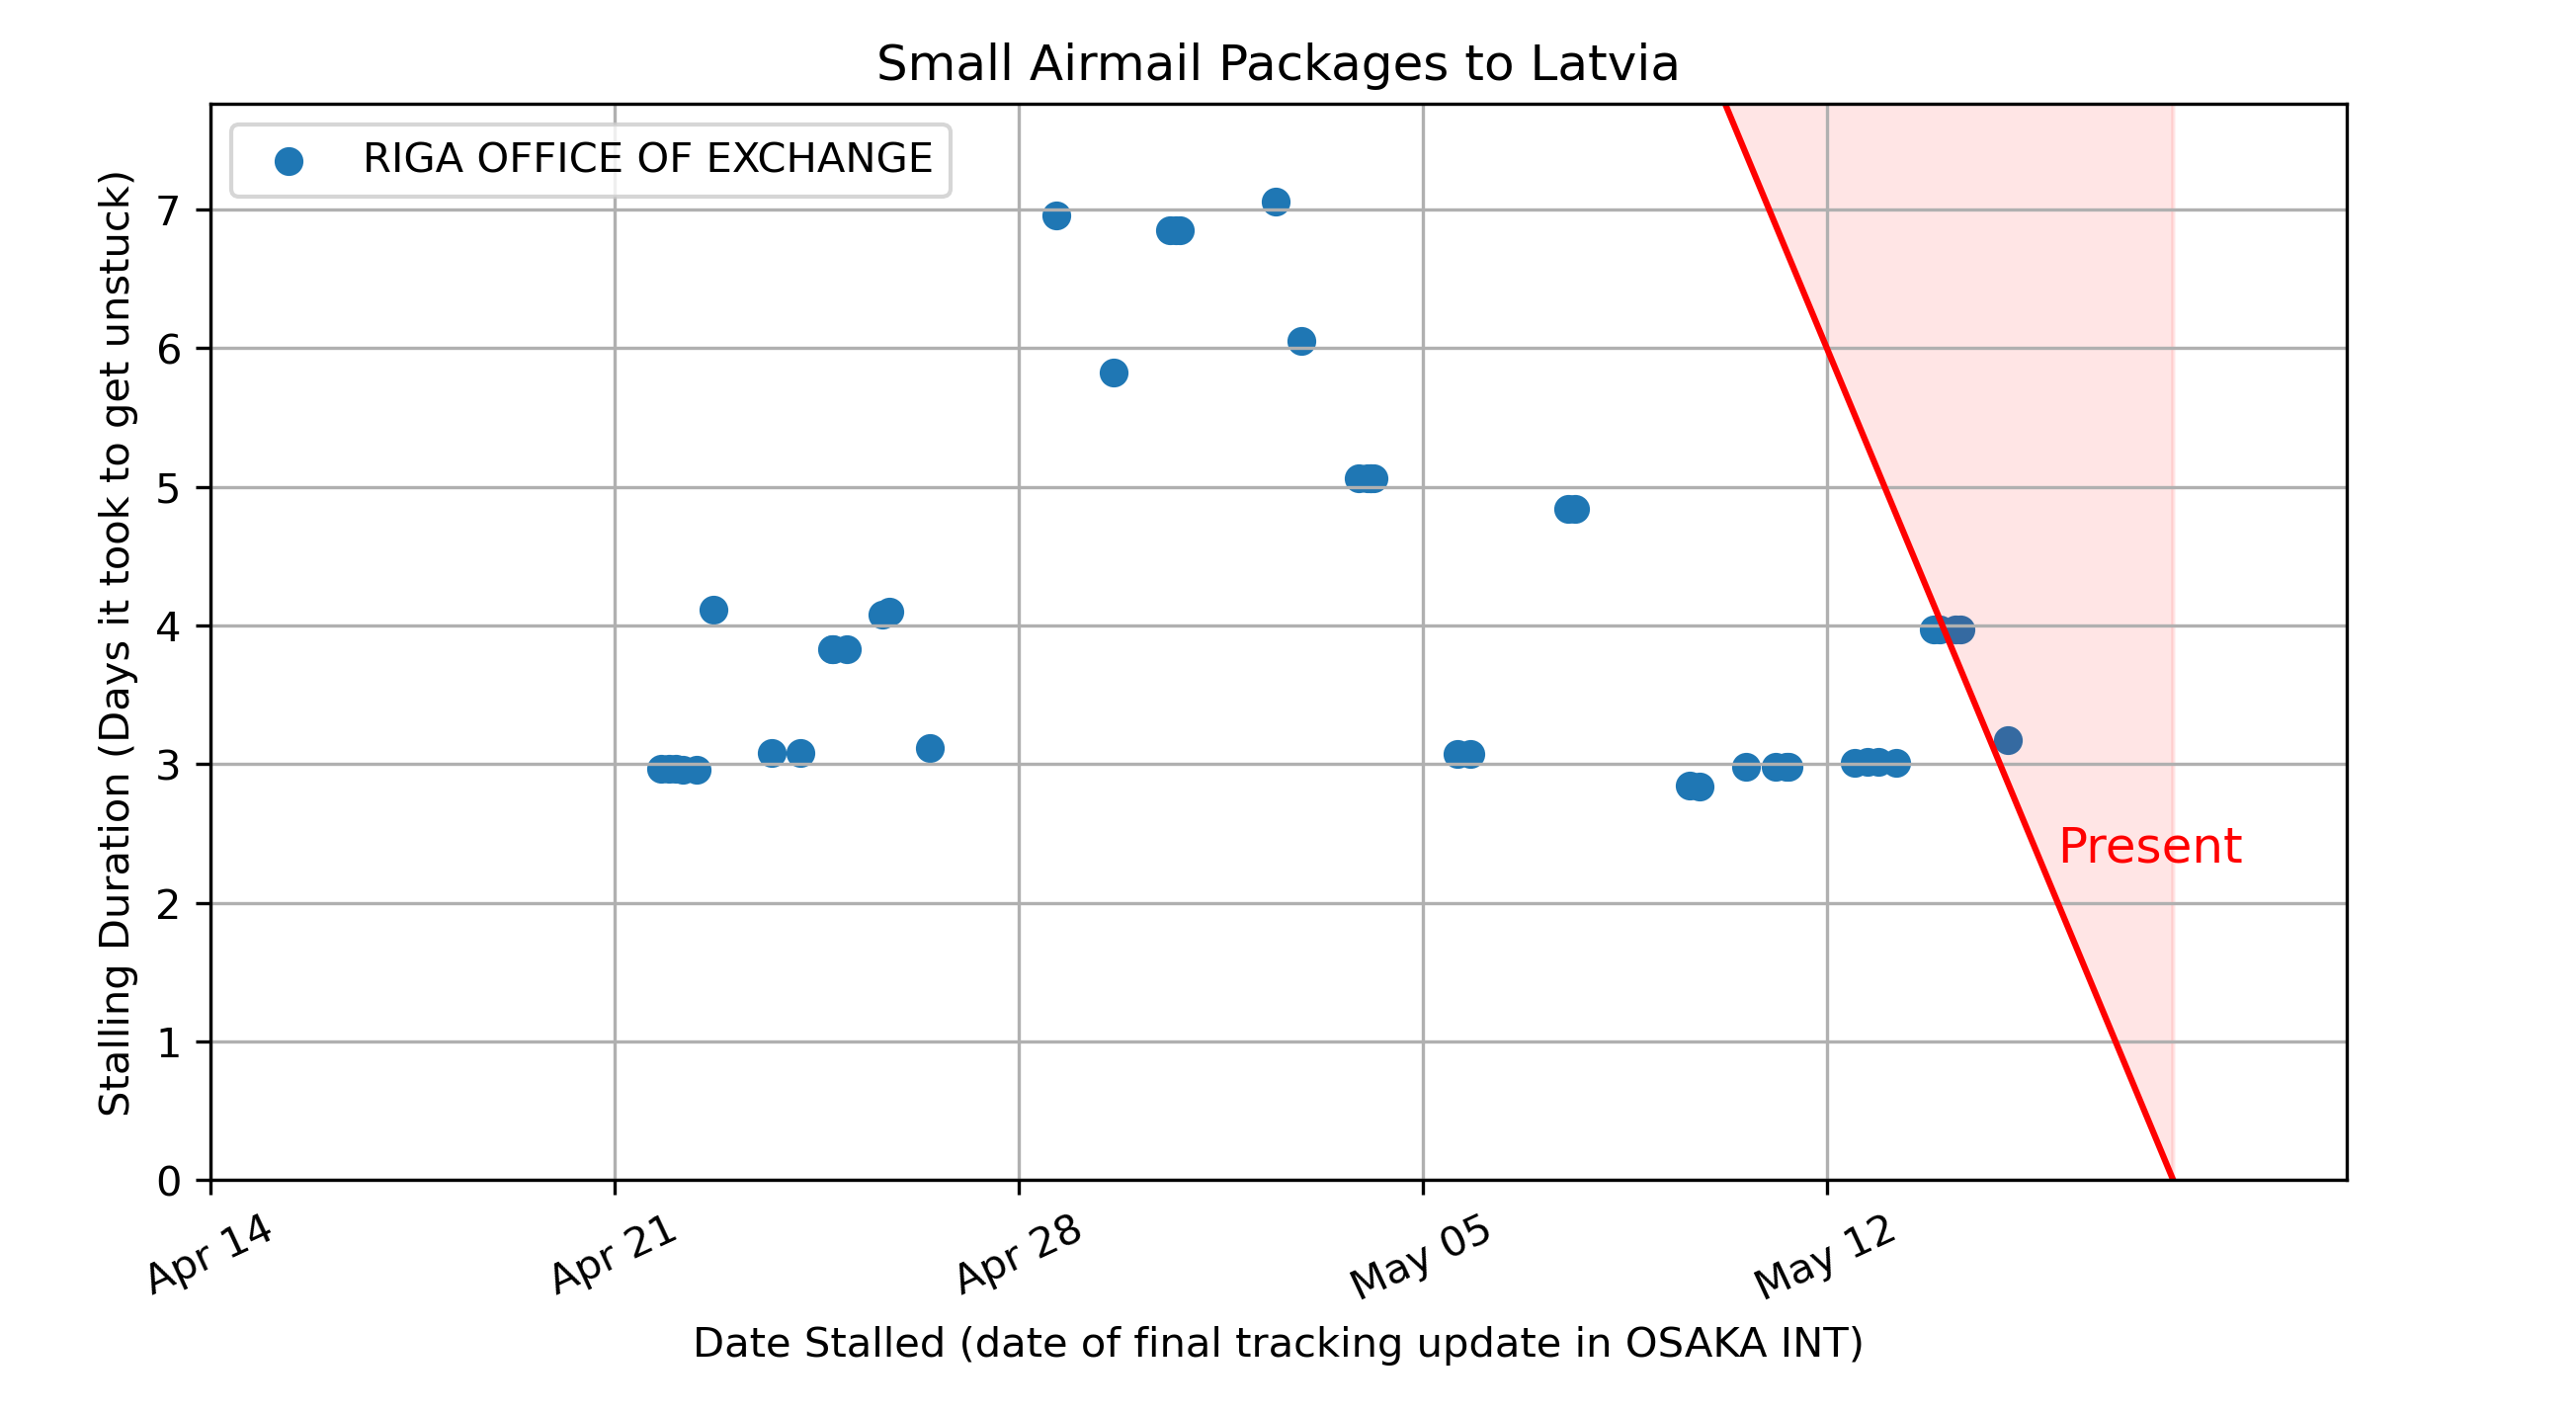 Small Airmail Packages to Latvia
RIGA OFFICE OF EXCHANGE
Stalling Duration (Days it took to get unstuck)
7
6
5
4
3
2
1
0
Present
Apr 14
Apr 21
Apr 28
May 05
May 12
Date Stalled (date of final tracking update in OSAKA INT)